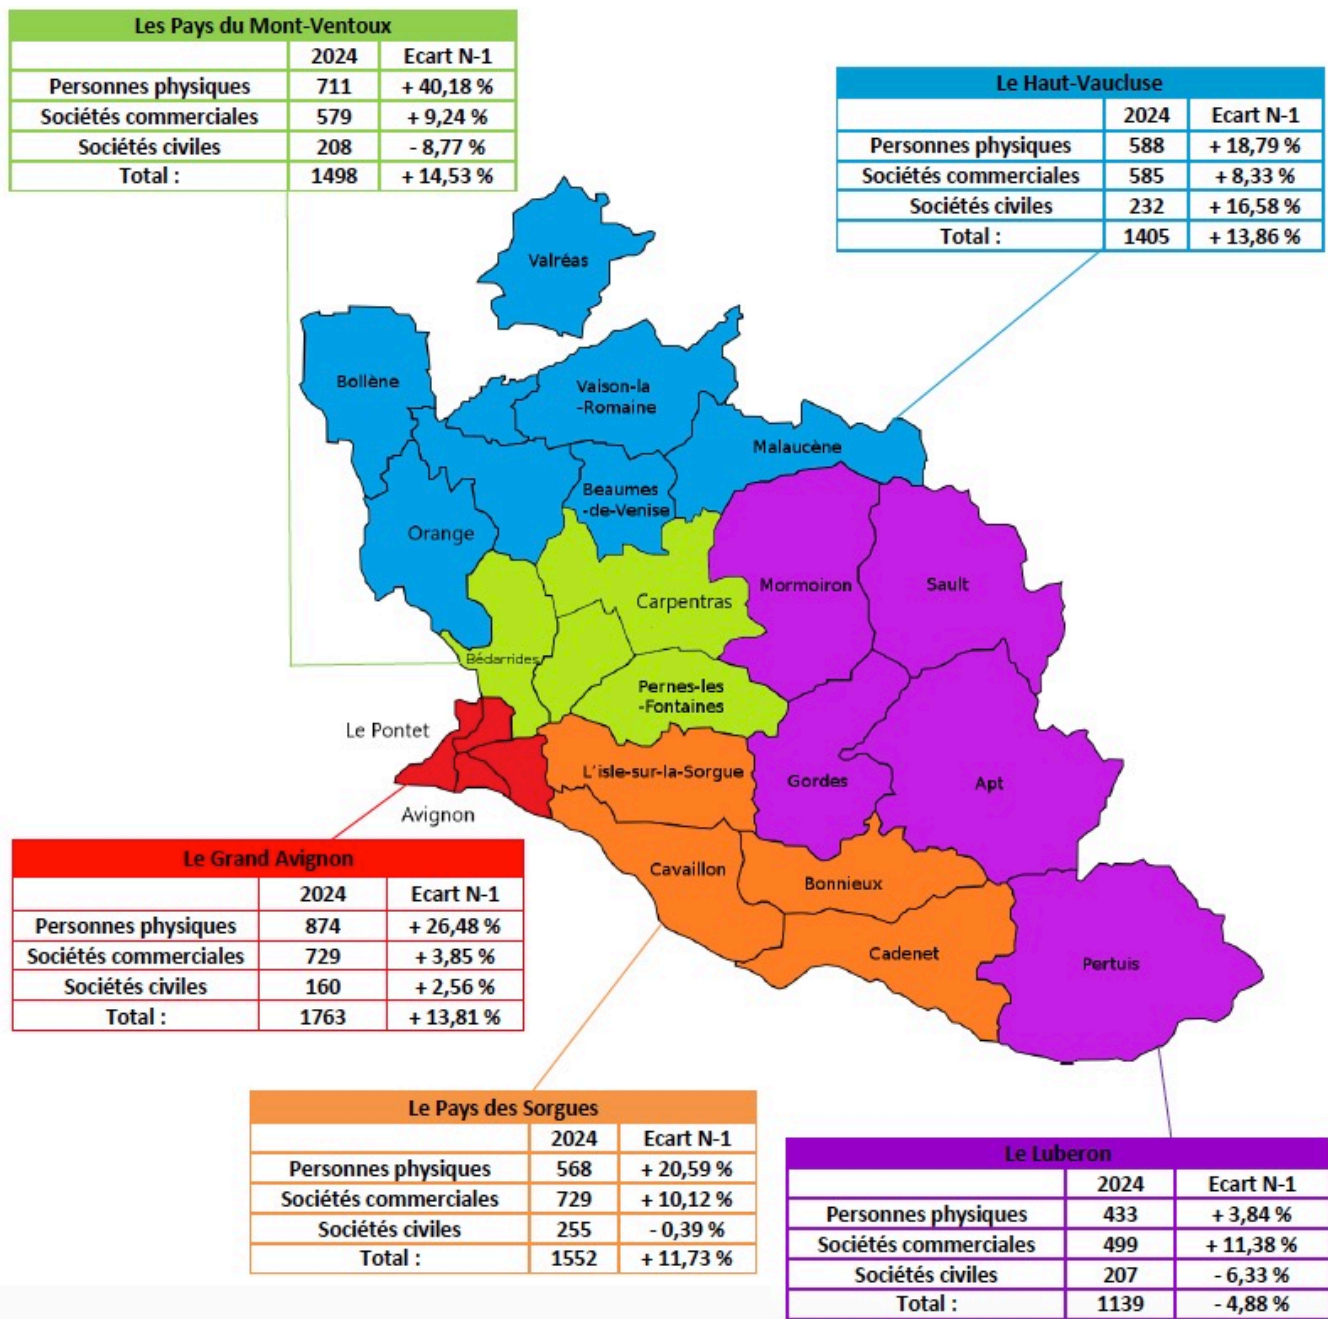 Les Pays du Mont-Ventoux
2024 Ecart N-1
Personnes physiques 711 + 40,18 %
Sociétés commerciales 579 + 9,24 %
Sociétés civiles 208 - 8,77 %
Total : 1498 + 14,53 %
Le Haut-Vaucluse
2024 Ecart N-1
Personnes physiques 588 + 18,79 %
Sociétés commerciales 585 + 8,33 %
Sociétés civiles 232 + 16,58 %
Total : 1405 + 13,86 %
Valréas
Bollène
Vaison-la
-Romaine
Malaucène
Beaumes
-de-Venise
Orange
Mormoiron
Sault
Carpentras
Bédarrides
Pernes-les
-Fontaines
Le Pontet
L'isle-sur-la-Sorgue
Gordes
Apt
Avignon
Cavaillon
Bonnieux
Cadenet
Pertuis
Le Grand Avignon
2024 Ecart N-1
Personnes physiques 874 + 26,48 %
Sociétés commerciales 729 + 3,85 %
Sociétés civiles 160 + 2,56 %
Total : 1763 + 13,81 %
Le Pays des Sorgues
2024 Ecart N-1
Personnes physiques 568 + 20,59 %
Sociétés commerciales 729 + 10,12 %
Sociétés civiles 255 - 0,39 %
Total : 1552 + 11,73 %
Le Luberon
2024 Ecart N-1
Personnes physiques 433 + 3,84 %
Sociétés commerciales 499 + 11,38 %
Sociétés civiles 207 - 6,33 %
Total : 1139 - 4,88 %